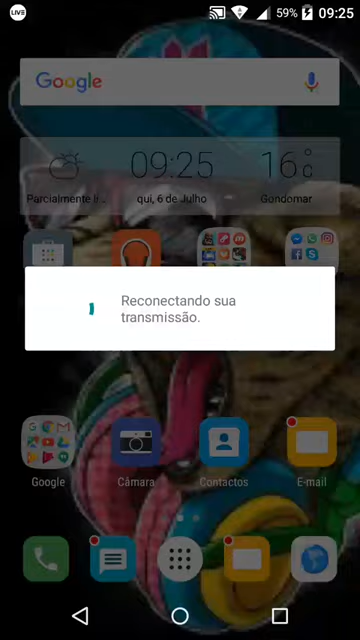 LIVE
59% 09:25
Google
09:25 16°C
Parcialmente li... qui, 6 de Julho Gondomar
Reconectando sua
transmissão.
Google Câmara Contactos E-mail